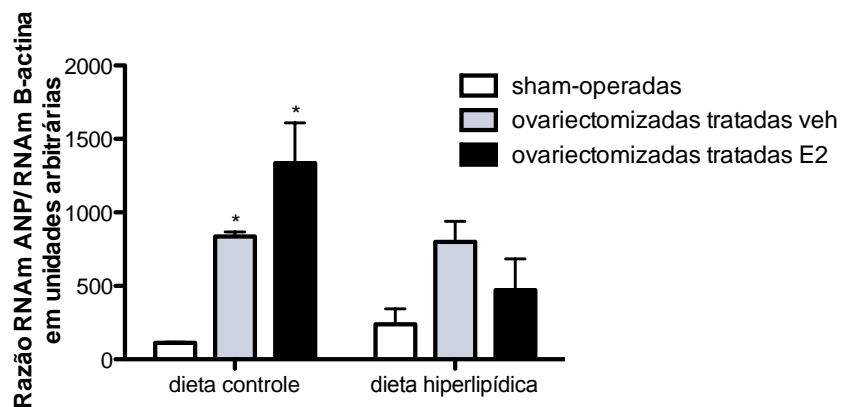 Razão RNAm ANP/ RNAm B-actina
em unidades arbitrárias
2000
1500
1000
500
0
*
*
sham-operadas
ovariectomizadas tratadas veh
ovariectomizadas tratadas E2
dieta controle
dieta hiperlipídica